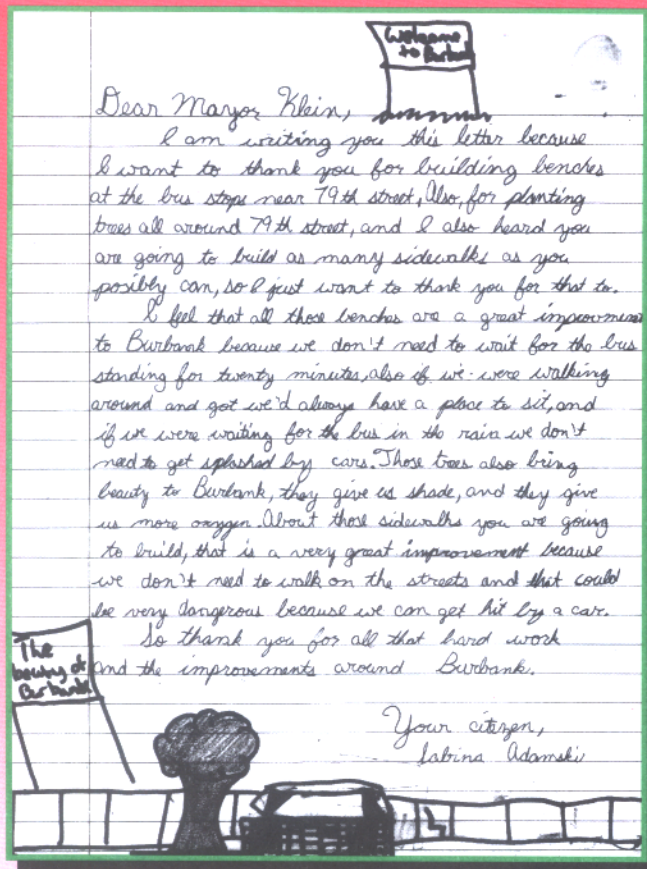 Welcome
to Burbank
Dear Mayor Klein,
I am writing you this letter because
I want to thank you for building benches
at the bus stops near 79th street, Also, for planting
trees all around 79th street, and I also heard you
are going to build as many sidewalks as you
posibly can, so I just want to thank you for that to.
I feel that all those benches are a great improvment
to Burbank because we don't need to wait for the bus
standing for twenty minutes, also if we were walking
around and got we'd always have a place to sit, and
if we were waiting for the bus in the rain we don't
need to get splashed by cars. Those trees also bring
beauty to Burbank, they give us shade, and they give
us more oxygen. About those sidewalks you are going
to build, that is a very great improvement because
we don't need to walk on the streets and that could
be very dangerous because we can get hit by a car.
So thank you for all that hard work
and the improvements around Burbank.
The
of
Burbank
Your citizen,
Sabina Adamski